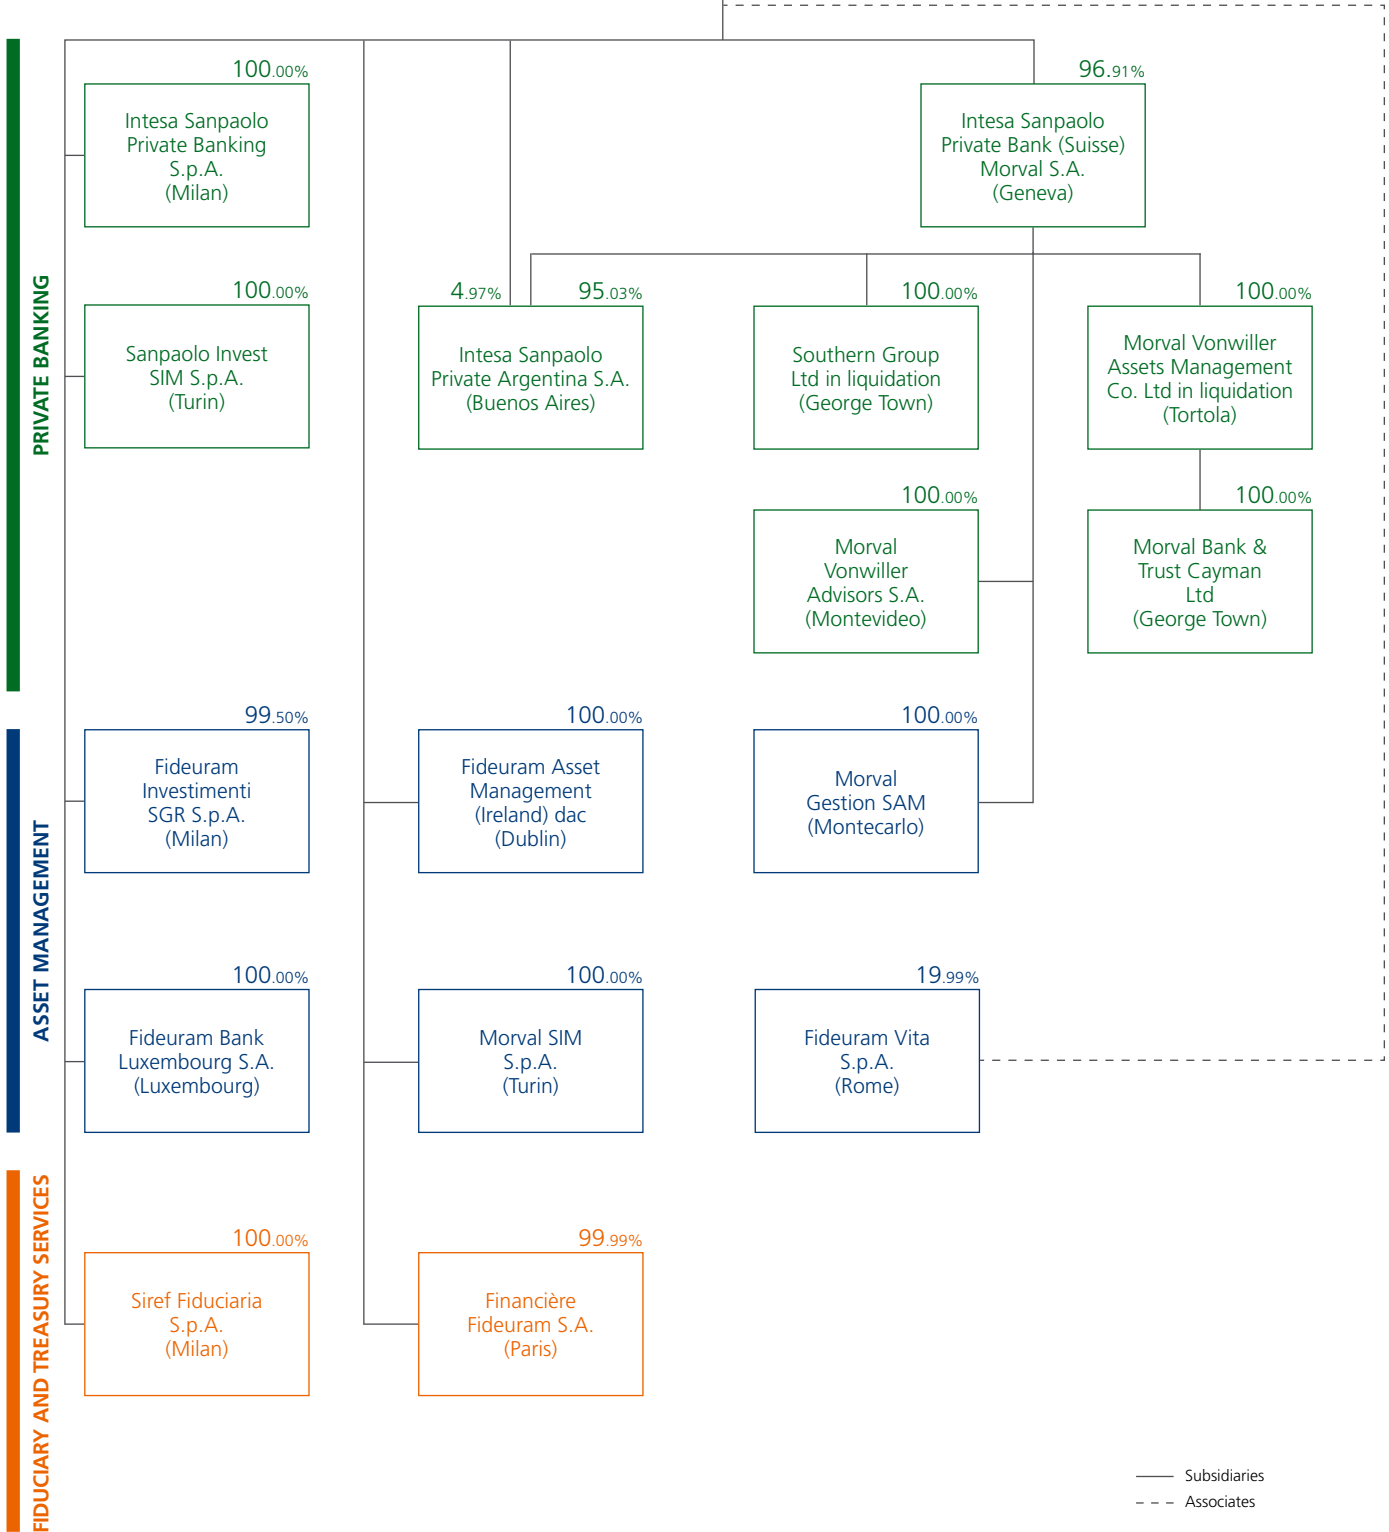 PRIVATE BANKING
100.00%
Intesa Sanpaolo
Private Banking
S.p.A.
(Milan)
96.91%
Intesa Sanpaolo
Private Bank (Suisse)
Morval S.A.
(Geneva)
100.00%
Sanpaolo Invest
SIM S.p.A.
(Turin)
4.97% 95.03%
Intesa Sanpaolo
Private Argentina S.A.
(Buenos Aires)
100.00%
Southern Group
Ltd in liquidation
(George Town)
100.00%
Morval Vonwiller
Assets Management
Co. Ltd in liquidation
(Tortola)
100.00%
Morval
Vonwiller
Advisors S.A.
(Montevideo)
100.00%
Morval Bank &
Trust Cayman
Ltd
(George Town)
ASSET MANAGEMENT
99.50%
Fideuram
Investimenti
SGR S.p.A.
(Milan)
100.00%
Fideuram Asset
Management
(Ireland) dac
(Dublin)
100.00%
Morval
Gestion SAM
(Montecarlo)
100.00%
Fideuram Bank
Luxembourg S.A.
(Luxembourg)
100.00%
Morval SIM
S.p.A.
(Turin)
19.99%
Fideuram Vita
S.p.A.
(Rome)
FIDUCIARY AND TREASURY SERVICES
100.00%
Siref Fiduciaria
S.p.A.
(Milan)
99.99%
Financière
Fideuram S.A.
(Paris)
Subsidiaries
Associates